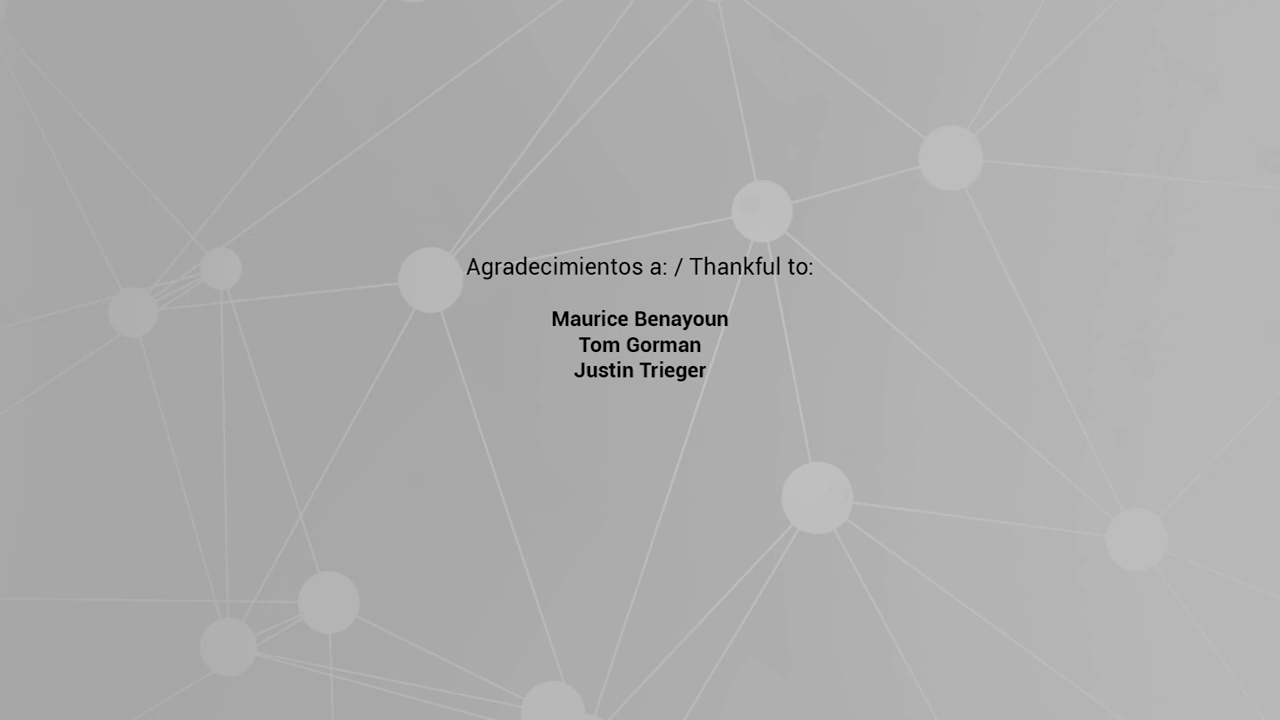 Agradecimientos a: / Thankful to:
Maurice Benayoun
Tom Gorman
Justin Trieger